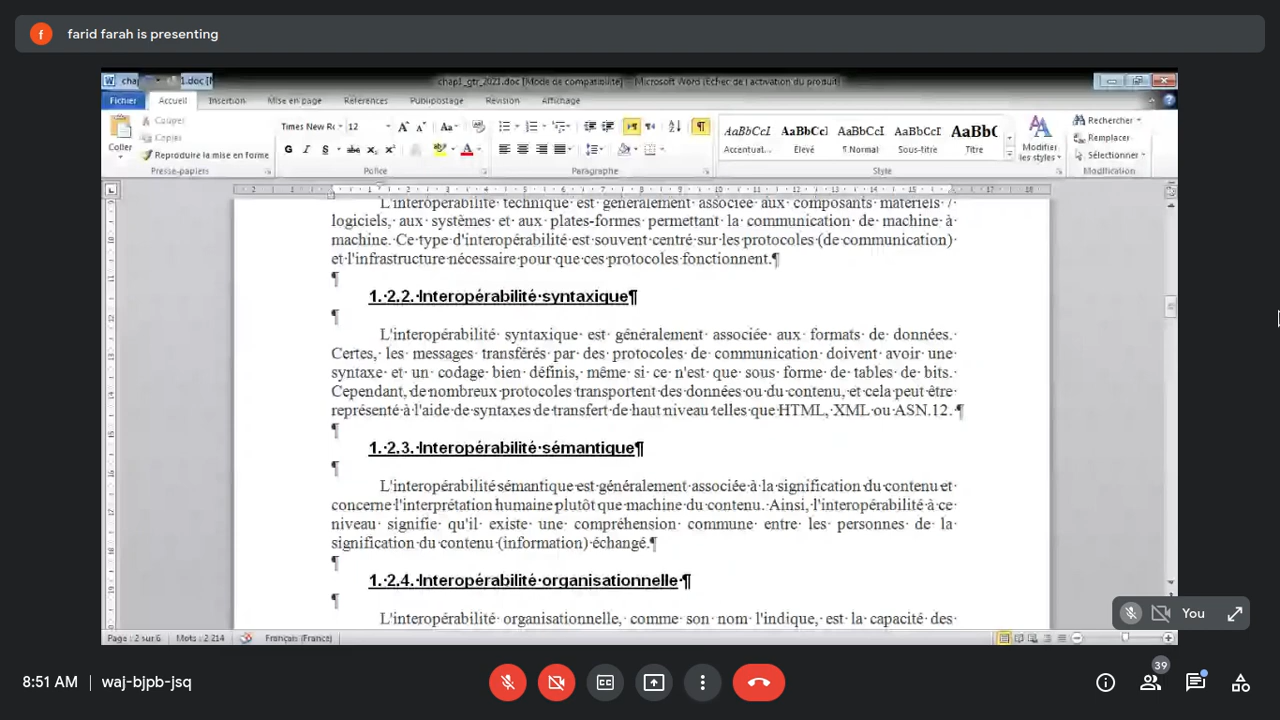 f farid farah is presenting
chap1_gtr_2021.doc [Mode de compatibilité] - Microsoft Word (Échec de l'activation du produit)
Fichier Accueil Insertion Mise en page Références Publipostage Révision Affichage
Coller
Couper
Copier
Reproduire la mise en forme
Presse-papiers
Times New Ro 12
G I S abc X₂ X²
Police
Paragraphe
AaBbCcI AaBbCcl AaBbCcI AaBbCcI AaBb(
Accentuat... Élevé ¶ Normal Sous-titre Titre
Modifier
les styles
Style
Rechercher
Remplacer
Sélectionner
Modification
L'interopérabilité technique est généralement associée aux composants matériels /
logiciels, aux systèmes et aux plates-formes permettant la communication de machine à
machine. Ce type d'interopérabilité est souvent centré sur les protocoles (de communication)
et l'infrastructure nécessaire pour que ces protocoles fonctionnent.¶
¶
1. 2.2. Interopérabilité syntaxique¶
¶
L'interopérabilité syntaxique est généralement associée aux formats de données.
Certes, les messages transférés par des protocoles de communication doivent avoir une
syntaxe et un codage bien définis, même si ce n'est que sous forme de tables de bits.
Cependant, de nombreux protocoles transportent des données ou du contenu, et cela peut être
représenté à l'aide de syntaxes de transfert de haut niveau telles que HTML, XML ou ASN.12. ¶
¶
1. 2.3. Interopérabilité sémantique¶
¶
L'interopérabilité sémantique est généralement associée à la signification du contenu et
concerne l'interprétation humaine plutôt que machine du contenu. Ainsi, l'interopérabilité à ce
niveau signifie qu'il existe une compréhension commune entre les personnes de la
signification du contenu (information) échangé.¶
¶
1. 2.4. Interopérabilité organisationnelle ¶
¶
L'interopérabilité organisationnelle, comme son nom l'indique, est la capacité des
Page : 2 sur 6 Mots : 2 214 Français (France)
You
8:51 AM | waj-bjpb-jsq
39